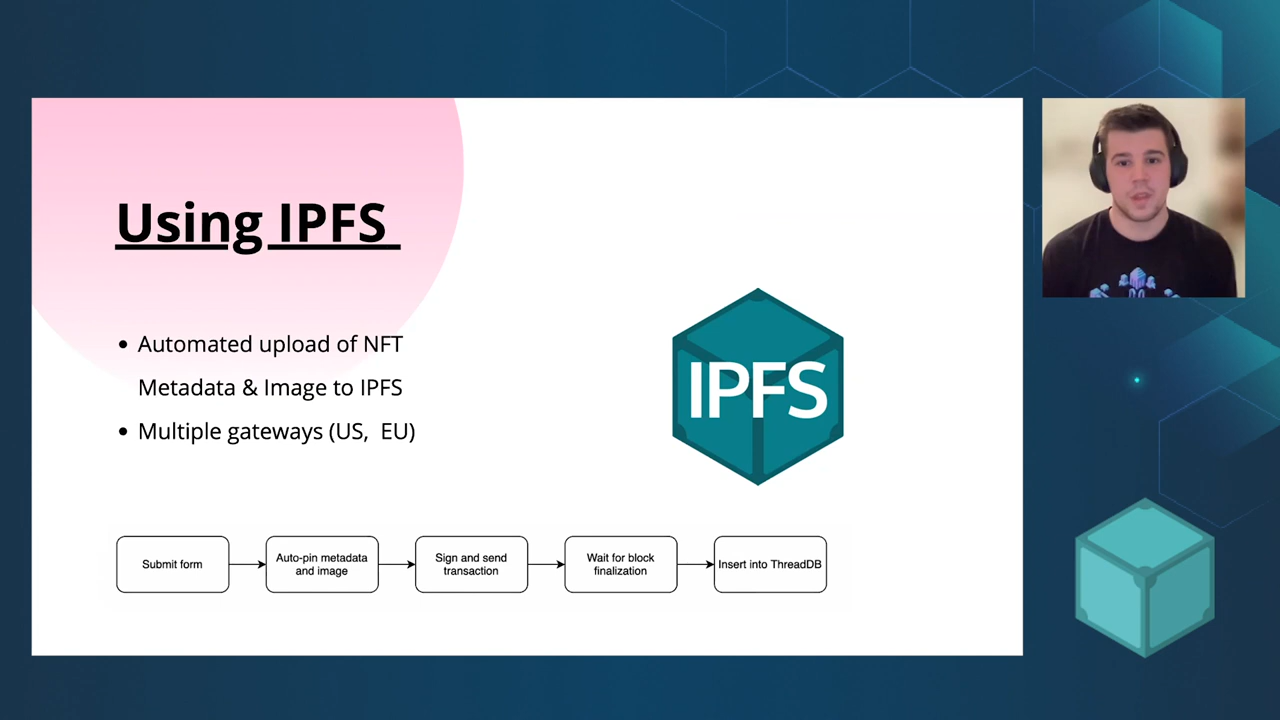 Using IPFS
• Automated upload of NFT
Metadata & Image to IPFS
• Multiple gateways (US, EU)
IPFS
Submit form
Auto-pin metadata
and image
Sign and send
transaction
Wait for block
finalization
Insert into ThreadDB